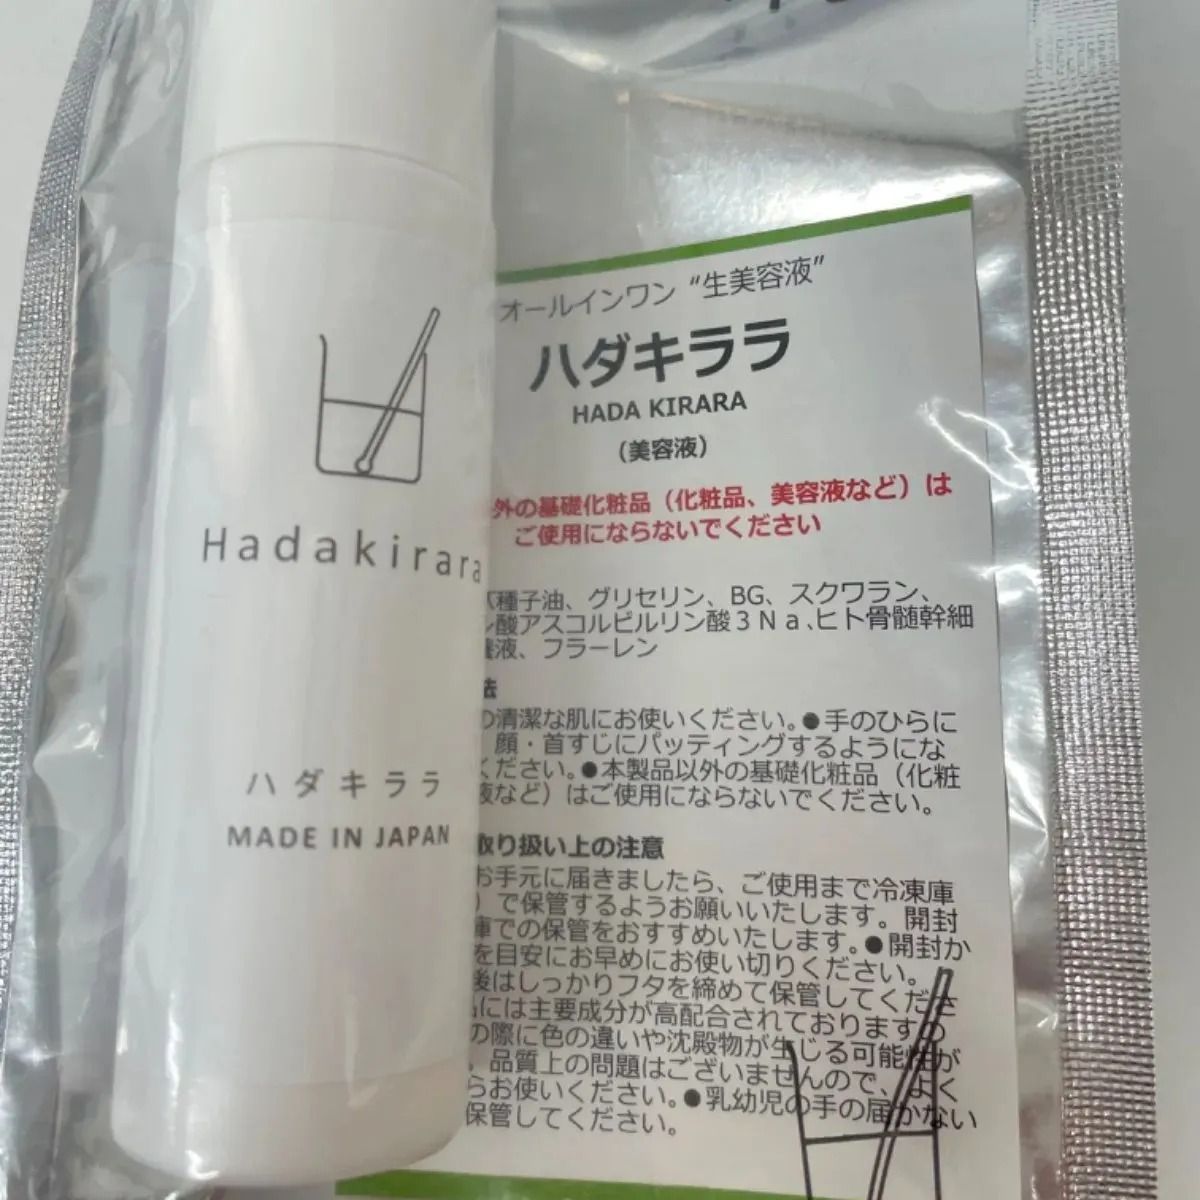 Hadakirara
ハダキララ
MADE IN JAPAN
オールインワン “生美容液”
ハダキララ
HADA KIRARA
（美容液）
外の基礎化粧品（化粧品、美容液など）は
ご使用にならないでください
種子油、グリセリン、BG、スクワラン、
酸アスコルビルリン酸３Ｎａ、ヒト骨髄幹細
液、フラーレン
法
の清潔な肌にお使いください。●手のひらに
顔・首すじにパッティングするようにな
ください。●本製品以外の基礎化粧品（化粧
液など）はご使用にならないでください。
取り扱い上の注意
お手元に届きましたら、ご使用まで冷凍庫
）で保管するようお願いいたします。開封
庫での保管をおすすめいたします。●開封か
を目安にお早めにお使い切りください。
後はしっかりフタを締めて保管してくださ
には主要成分が高配合されておりますの
の際に色の違いや沈殿物が生じる可能性が
。品質上の問題はございませんので、よく
らお使いください。●乳幼児の手の届かない
保管してください。